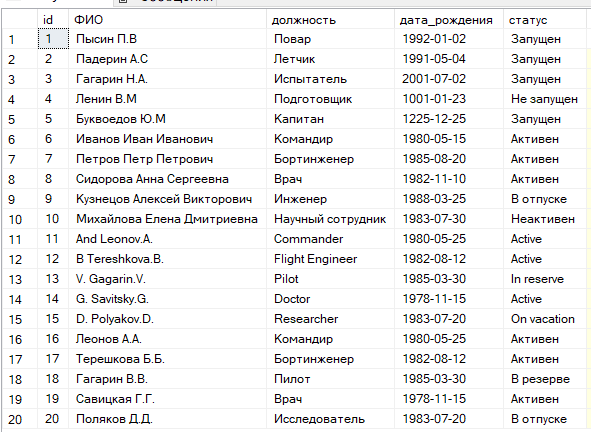 id ФИО должность дата_рождения статус
1 1 Пысин П.В Повар 1992-01-02 Запущен
2 2 Падерин А.С Летчик 1991-05-04 Запущен
3 3 Гагарин Н.А. Испытатель 2001-07-02 Запущен
4 4 Ленин В.М Подготовщик 1001-01-23 Не запущен
5 5 Буквоедов Ю.М Капитан 1225-12-25 Запущен
6 6 Иванов Иван Иванович Командир 1980-05-15 Активен
7 7 Петров Петр Петрович Бортинженер 1985-08-20 Активен
8 8 Сидорова Анна Сергеевна Врач 1982-11-10 Активен
9 9 Кузнецов Алексей Викторович Инженер 1988-03-25 В отпуске
10 10 Михайлова Елена Дмитриевна Научный сотрудник 1983-07-30 Неактивен
11 11 And Leonov.A. Commander 1980-05-25 Active
12 12 B Tereshkova.B. Flight Engineer 1982-08-12 Active
13 13 V. Gagarin.V. Pilot 1985-03-30 In reserve
14 14 G. Savitsky.G. Doctor 1978-11-15 Active
15 15 D. Polyakov.D. Researcher 1983-07-20 On vacation
16 16 Леонов А.А. Командир 1980-05-25 Активен
17 17 Терешкова Б.Б. Бортинженер 1982-08-12 Активен
18 18 Гагарин В.В. Пилот 1985-03-30 В резерве
19 19 Савицкая Г.Г. Врач 1978-11-15 Активен
20 20 Поляков Д.Д. Исследователь 1983-07-20 В отпуске